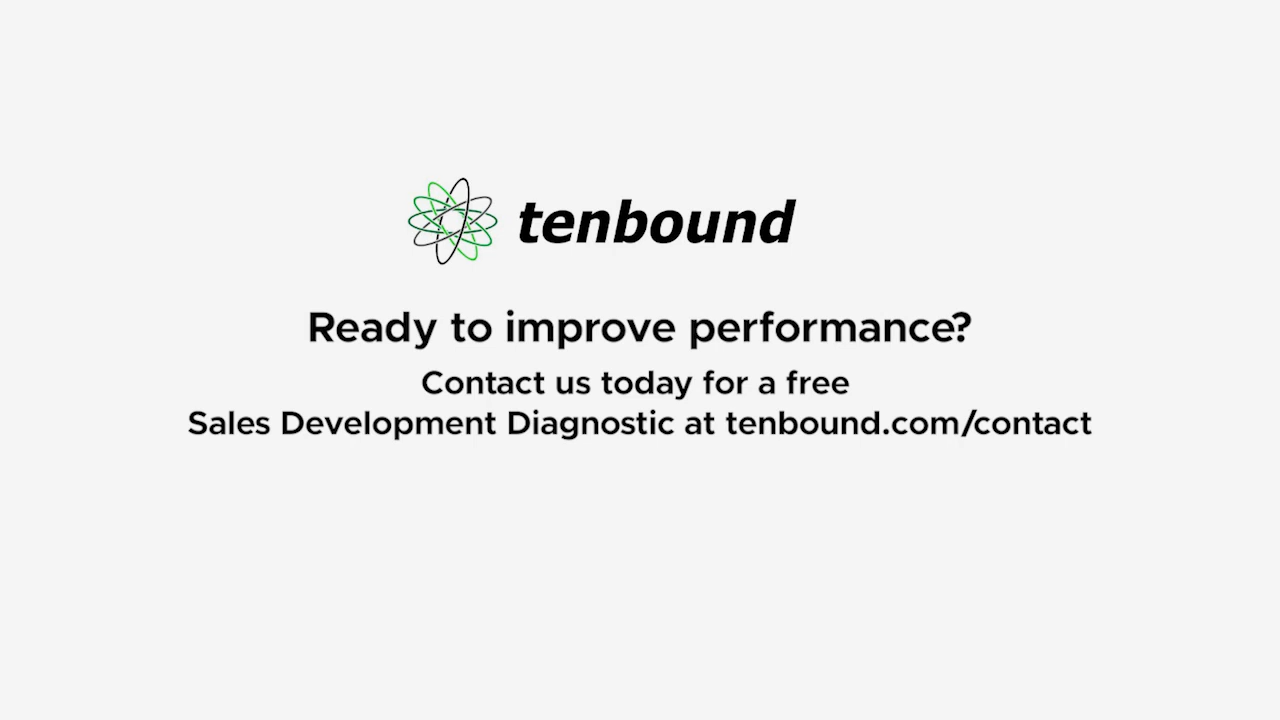 tenbound
Ready to improve performance?
Contact us today for a free
Sales Development Diagnostic at tenbound.com/contact